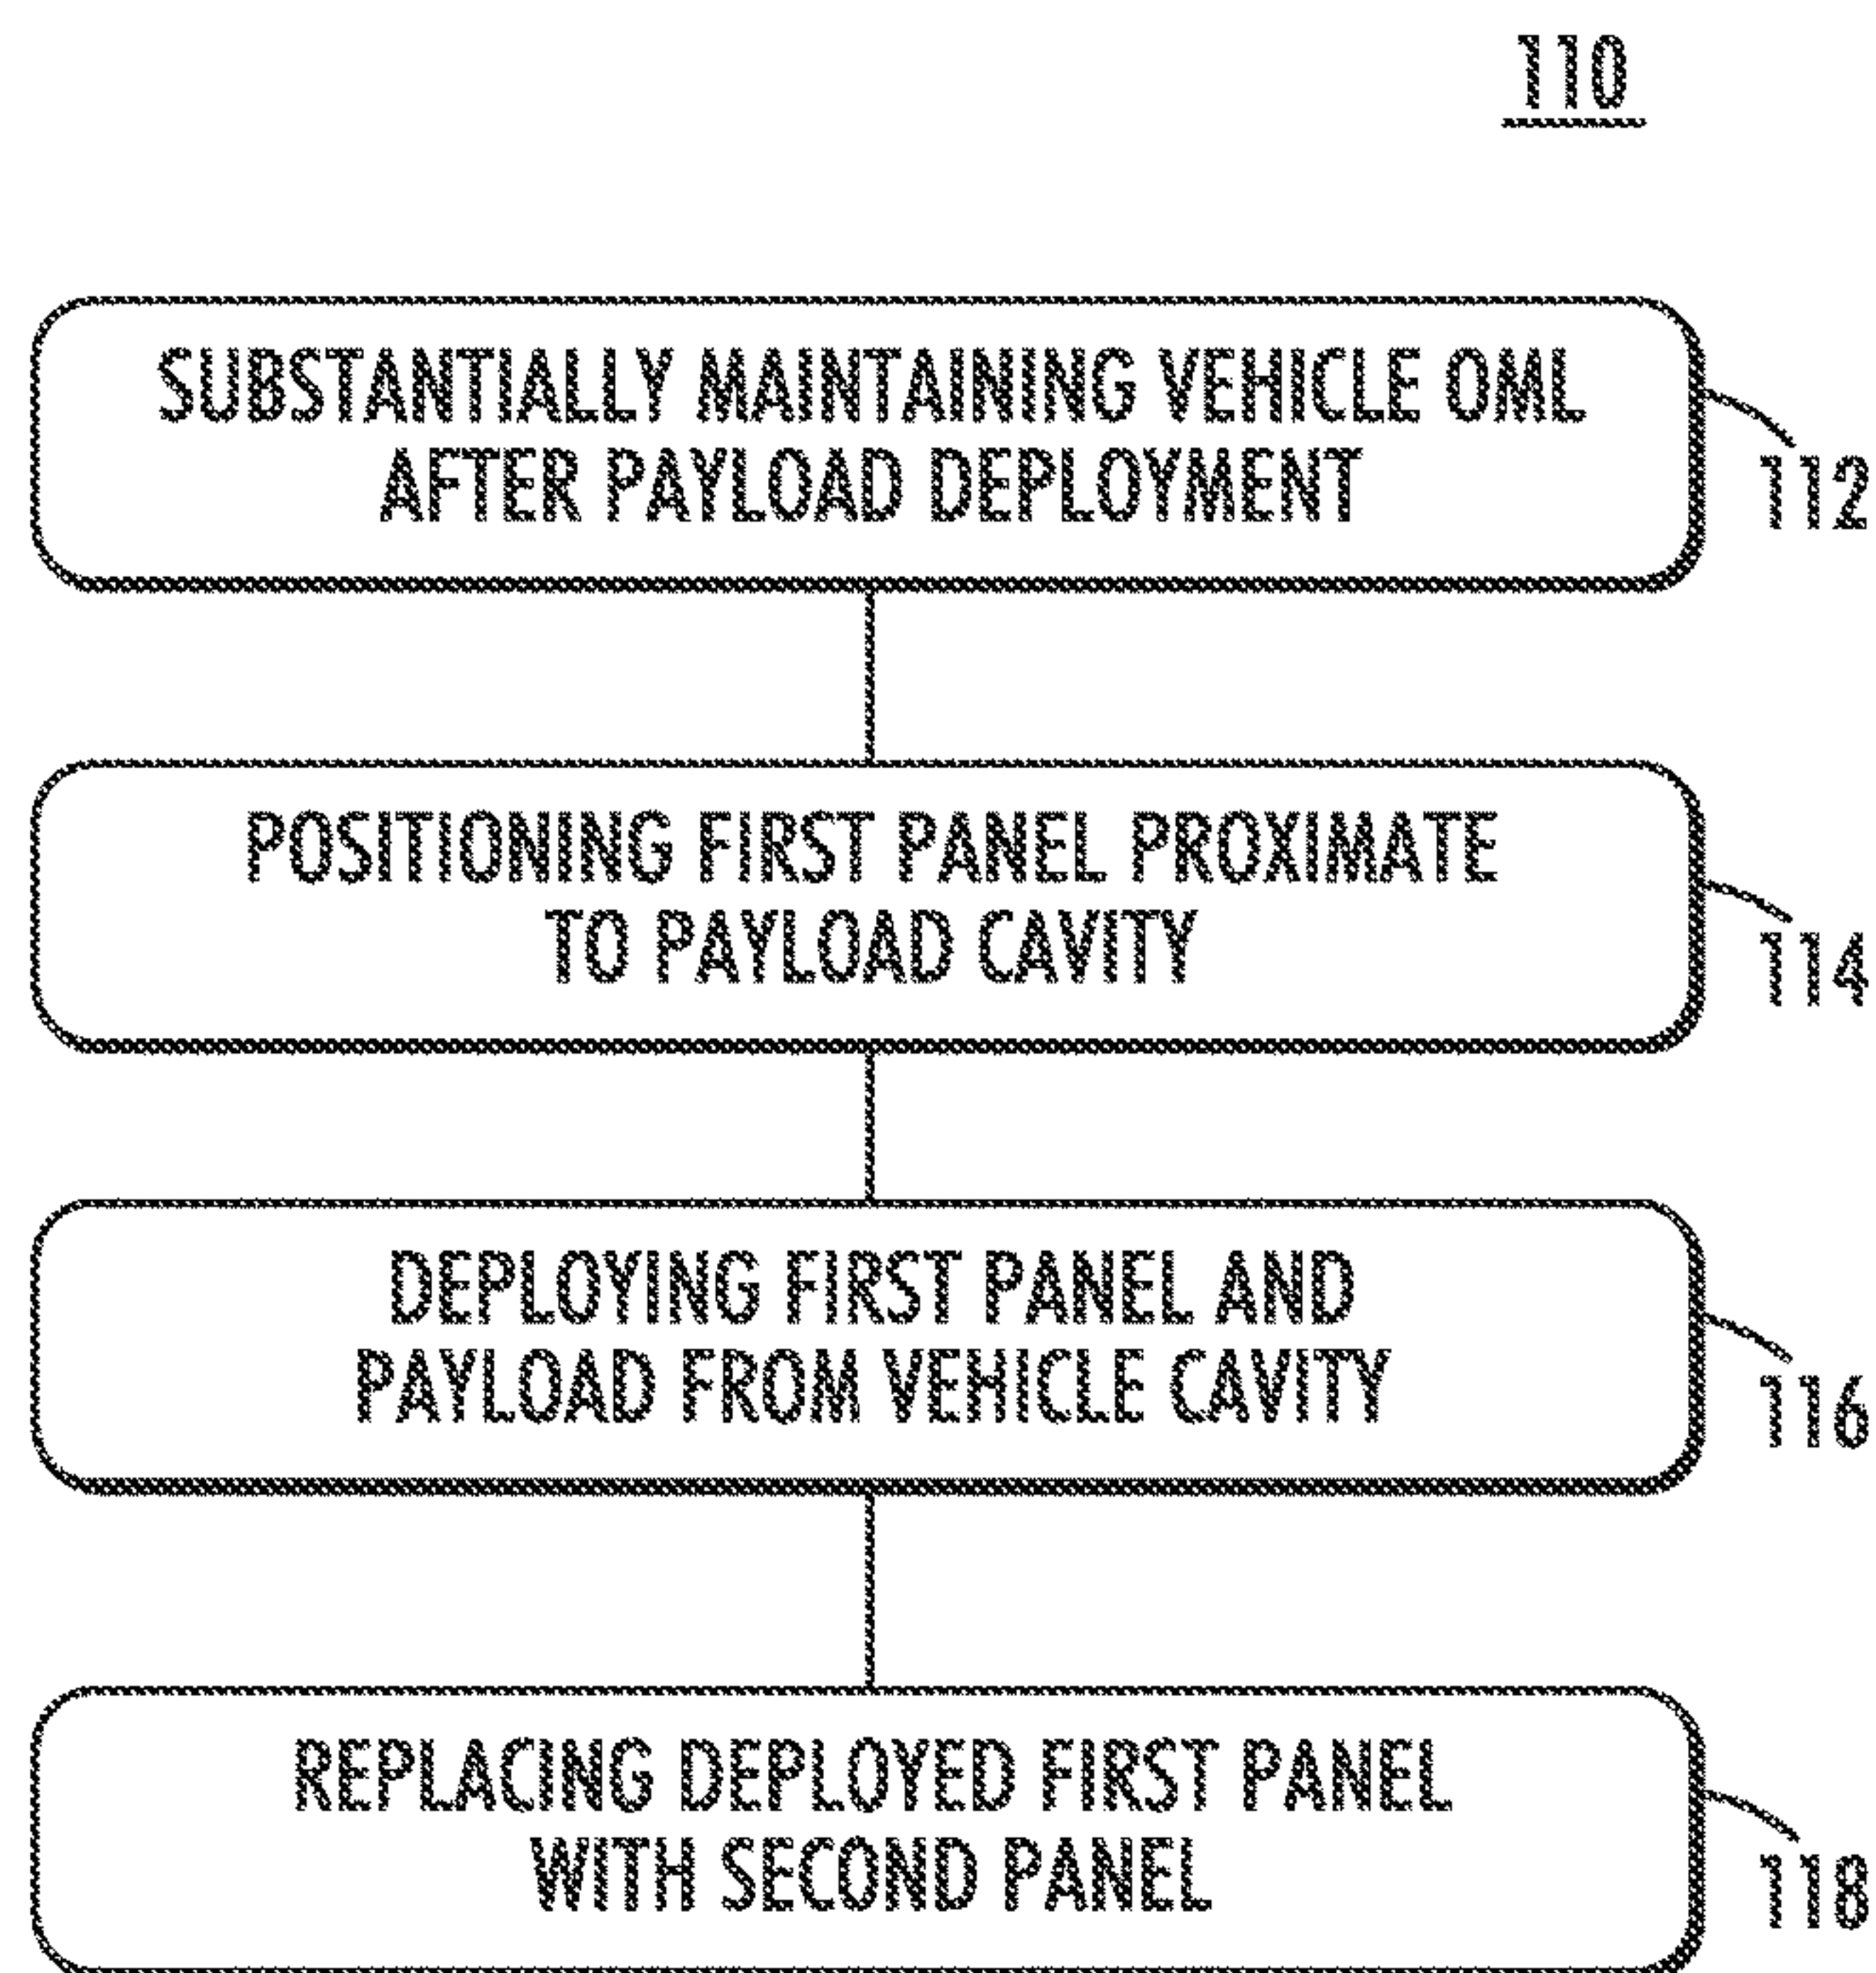 110
SUBSTANTIALLY MAINTAINING VEHICLE OML
AFTER PAYLOAD DEPLOYMENT
112
POSITIONING FIRST PANEL PROXIMATE
TO PAYLOAD CAVITY
114
DEPLOYING FIRST PANEL AND
PAYLOAD FROM VEHICLE CAVITY
116
REPLACING DEPLOYED FIRST PANEL
WITH SECOND PANEL
118